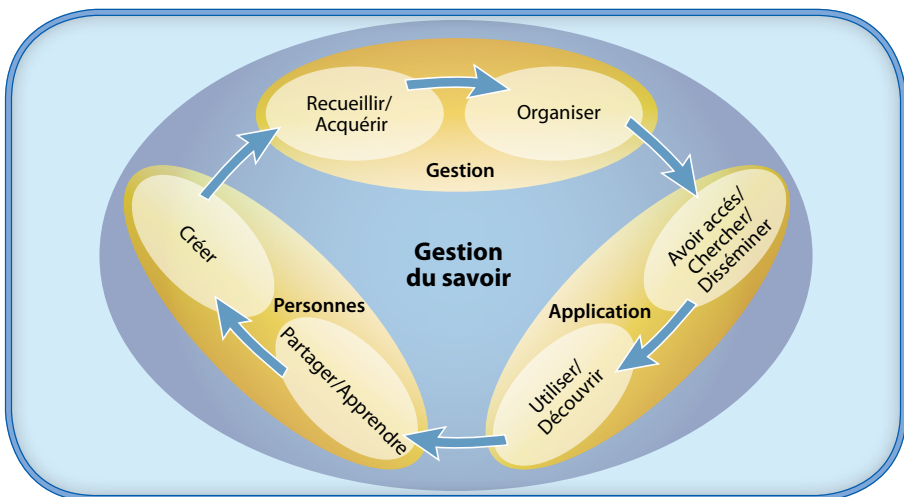 Recueillir/
Acquérir
Organiser
Gestion
Avoir accés/
Chercher/
Disséminer
Créer
Gestion
du savoir
Personnes
Application
Partager/Apprendre
Utiliser/
Découvrir